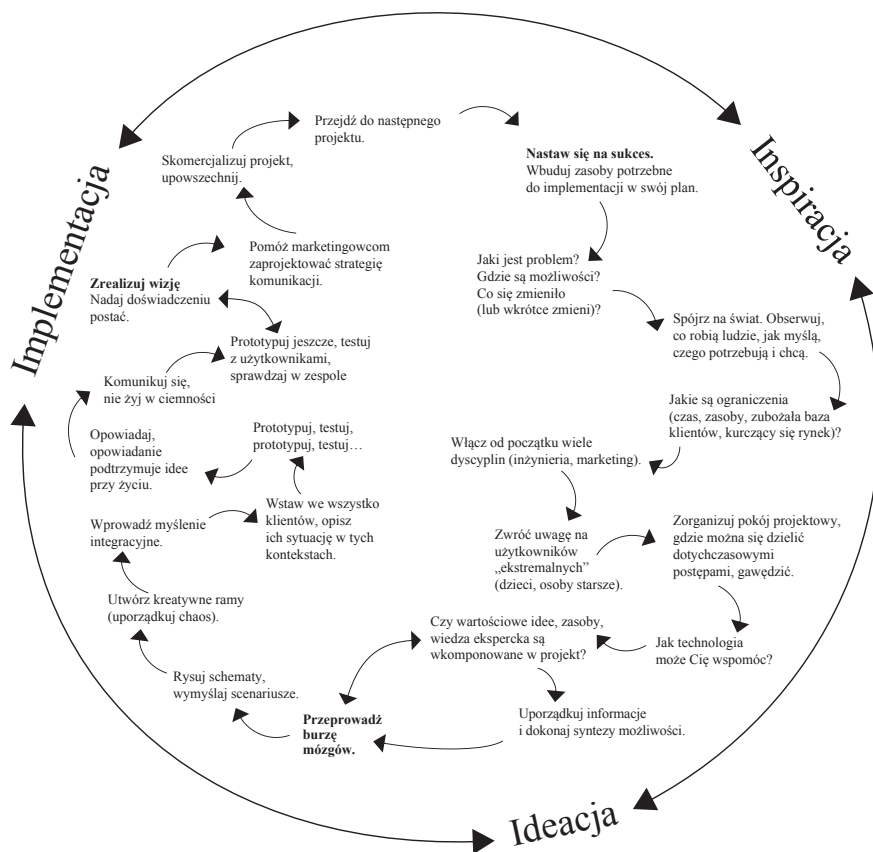 Implementacja
Inspiracja
Ideacja
Nastaw się na sukces.
Wbuduj zasoby potrzebne
do implementacji w swój plan.
Jaki jest problem?
Gdzie są możliwości?
Co się zmieniło
(lub wkrótce zmieni)?
Spójrz na świat. Obserwuj,
co robią ludzie, jak myślą,
czego potrzebują i chcą.
Jakie są ograniczenia
(czas, zasoby, zubożała baza
klientów, kurczący się rynek)?
Włącz od początku wiele
dyscyplin (inżynieria, marketing).
Zwróć uwagę na
użytkowników
„ekstremalnych”
(dzieci, osoby starsze).
Zorganizuj pokój projektowy,
gdzie można się dzielić
dotychczasowymi
postępami, gawędzić.
Jak technologia
może Cię wspomóc?
Czy wartościowe idee, zasoby,
wiedza ekspercka są
wkomponowane w projekt?
Uporządkuj informacje
i dokonaj syntezy możliwości.
Przeprowadź
burzę
mózgów.
Rysuj schematy,
wymyślaj scenariusze.
Utwórz kreatywne ramy
(uporządkuj chaos).
Wprowadź myślenie
integracyjne.
Wstaw we wszystko
klientów, opisz
ich sytuację w tych
kontekstach.
Prototypuj, testuj,
prototypuj, testuj…
Opowiadaj,
opowiadanie
podtrzymuje idee
przy życiu.
Komunikuj się,
nie żyj w ciemności
Prototypuj jeszcze, testuj
z użytkownikami,
sprawdzaj w zespole
Zrealizuj wizję
Nadaj doświadczeniu
postać.
Pomóż marketingowcom
zaprojektować strategię
komunikacji.
Skomercjalizuj projekt,
upowszechnij.
Przejdź do następnego
projektu.